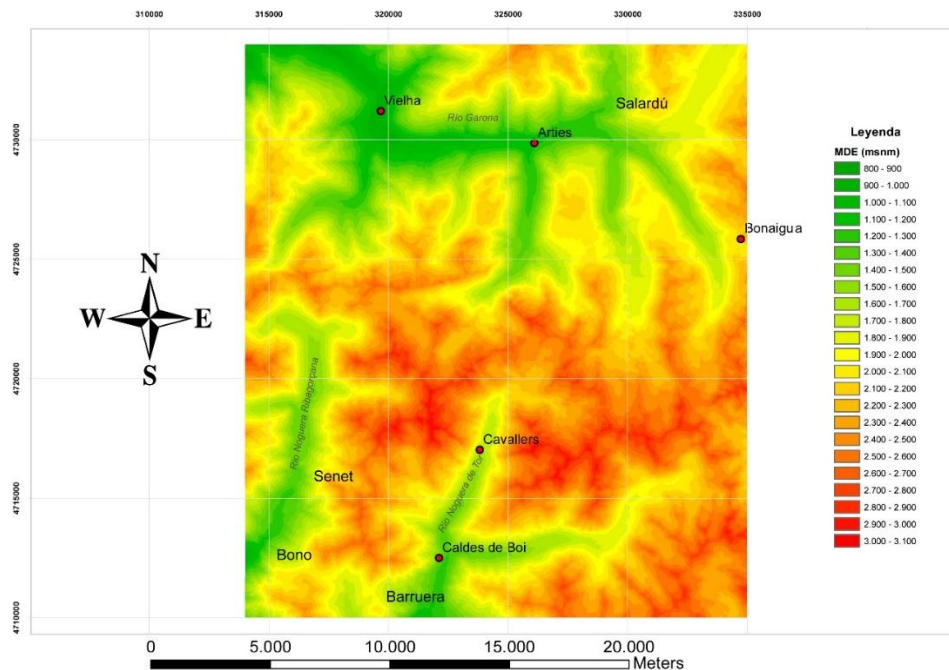 310000 315000 320000 325000 330000 335000
4730000
4725000
4720000
4715000
4710000
N
W E
S
Vielha
Río Garona
Arties
Salardú
Bonaigua
Río Noguera Ribagorçana
Cavallers
Río Noguera de Tor
Senet
Bono
Caldes de Boi
Barruera
Leyenda
MDE (msnm)
800 - 900
900 - 1.000
1.000 - 1.100
1.100 - 1.200
1.200 - 1.300
1.300 - 1.400
1.400 - 1.500
1.500 - 1.600
1.600 - 1.700
1.700 - 1.800
1.800 - 1.900
1.900 - 2.000
2.000 - 2.100
2.100 - 2.200
2.200 - 2.300
2.300 - 2.400
2.400 - 2.500
2.500 - 2.600
2.600 - 2.700
2.700 - 2.800
2.800 - 2.900
2.900 - 3.000
3.000 - 3.100
0 5.000 10.000 15.000 20.000
Meters